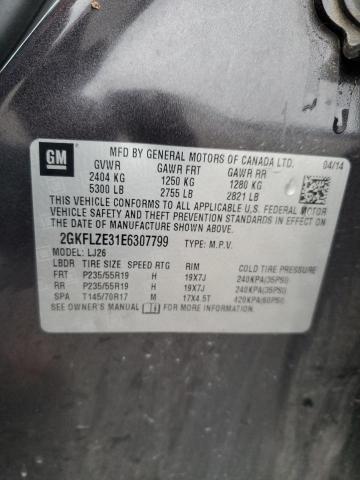 GM
MFD BY GENERAL MOTORS OF CANADA LTD. 04/14
GVWR GAWR FRT GAWR RR
2404 KG 1250 KG 1280 KG
5300 LB 2755 LB 2821 LB
THIS VEHICLE CONFORMS TO ALL APPLICABLE U.S. FEDERAL MOTOR
VEHICLE SAFETY AND THEFT PREVENTION STANDARDS IN EFFECT ON THE
DATE OF MANUFACTURE SHOWN ABOVE.
2GKFLZE31E6307799 TYPE: M.P.V.
MODEL: LJ26
LBDR TIRE SIZE SPEED RTG RIM COLD TIRE PRESSURE
FRT P235/55R19 H 19X7J 240KPA(35PSI)
RR P235/55R19 H 19X7J 240KPA(35PSI)
SPA T145/70R17 M 17X4.5T 420KPA(60PSI)
SEE OWNER'S MANUAL FOR MORE INFORMATION